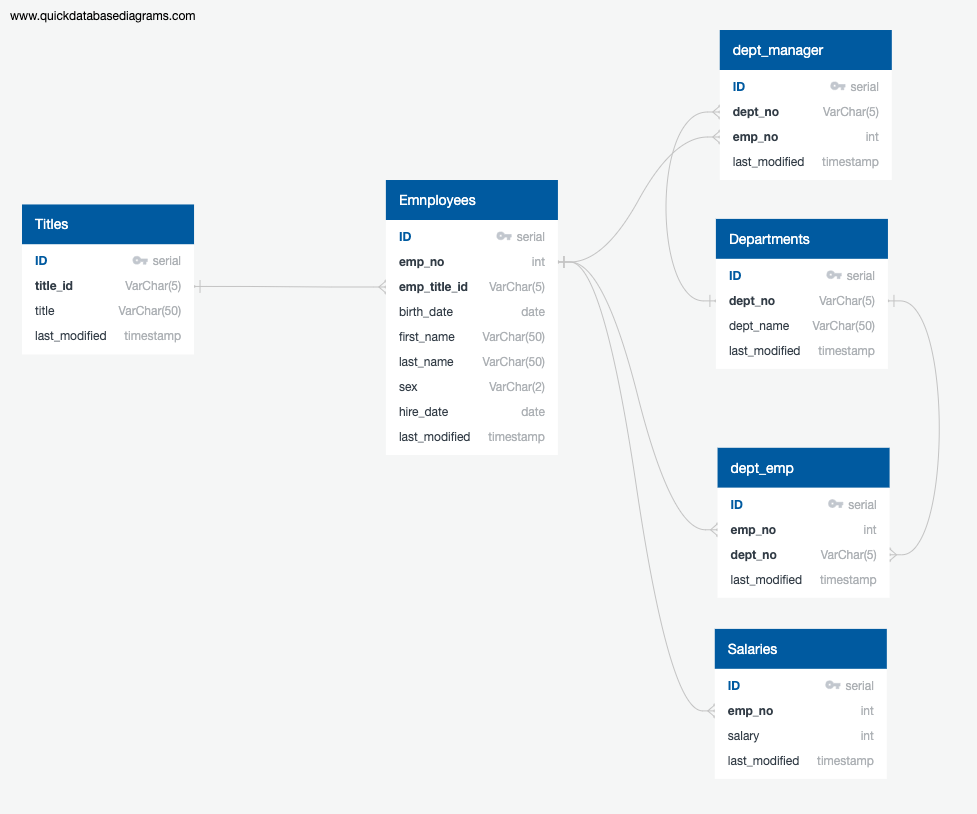 www.quickdatabasediagrams.com
Titles
ID serial
title_id VarChar(5)
title VarChar(50)
last_modified timestamp
Emnployees
ID serial
emp_no int
emp_title_id VarChar(5)
birth_date date
first_name VarChar(50)
last_name VarChar(50)
sex VarChar(2)
hire_date date
last_modified timestamp
dept_manager
ID serial
dept_no VarChar(5)
emp_no int
last_modified timestamp
Departments
ID serial
dept_no VarChar(5)
dept_name VarChar(50)
last_modified timestamp
dept_emp
ID serial
emp_no int
dept_no VarChar(5)
last_modified timestamp
Salaries
ID serial
emp_no int
salary int
last_modified timestamp